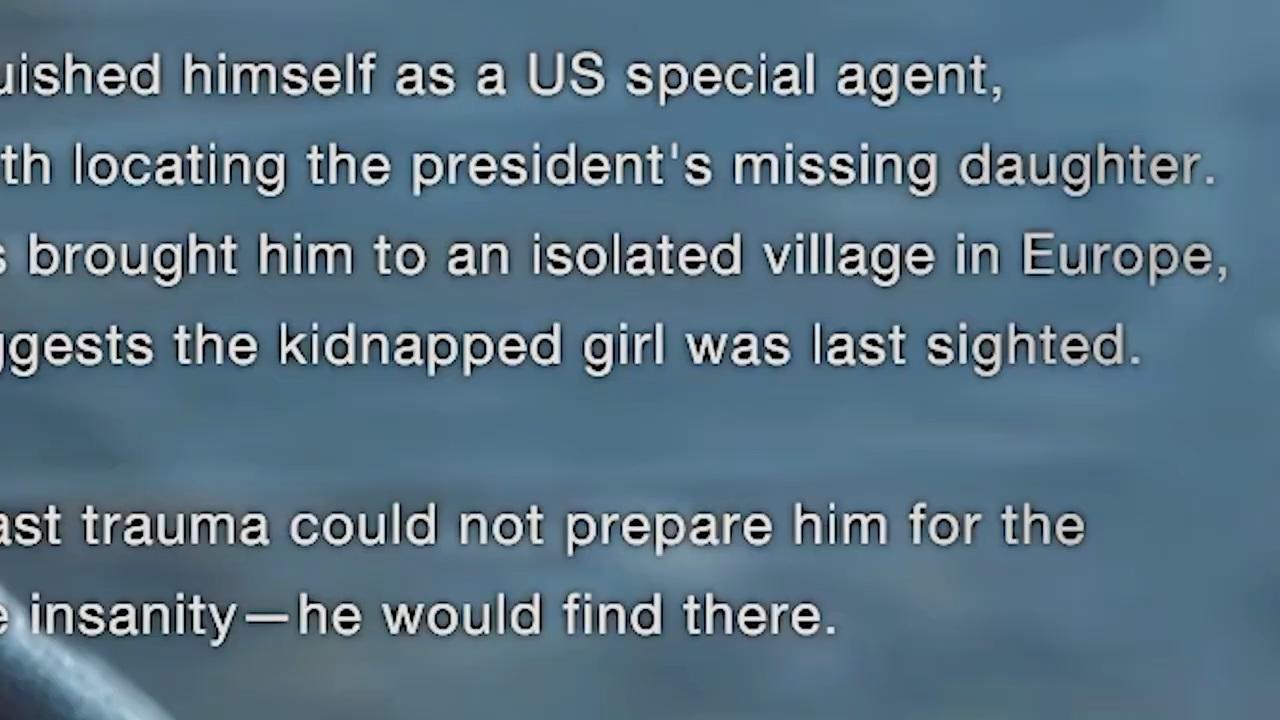 uished himself as a US special agent,
th locating the president's missing daughter.
s brought him to an isolated village in Europe,
ggests the kidnapped girl was last sighted.
ast trauma could not prepare him for the
e insanity—he would find there.